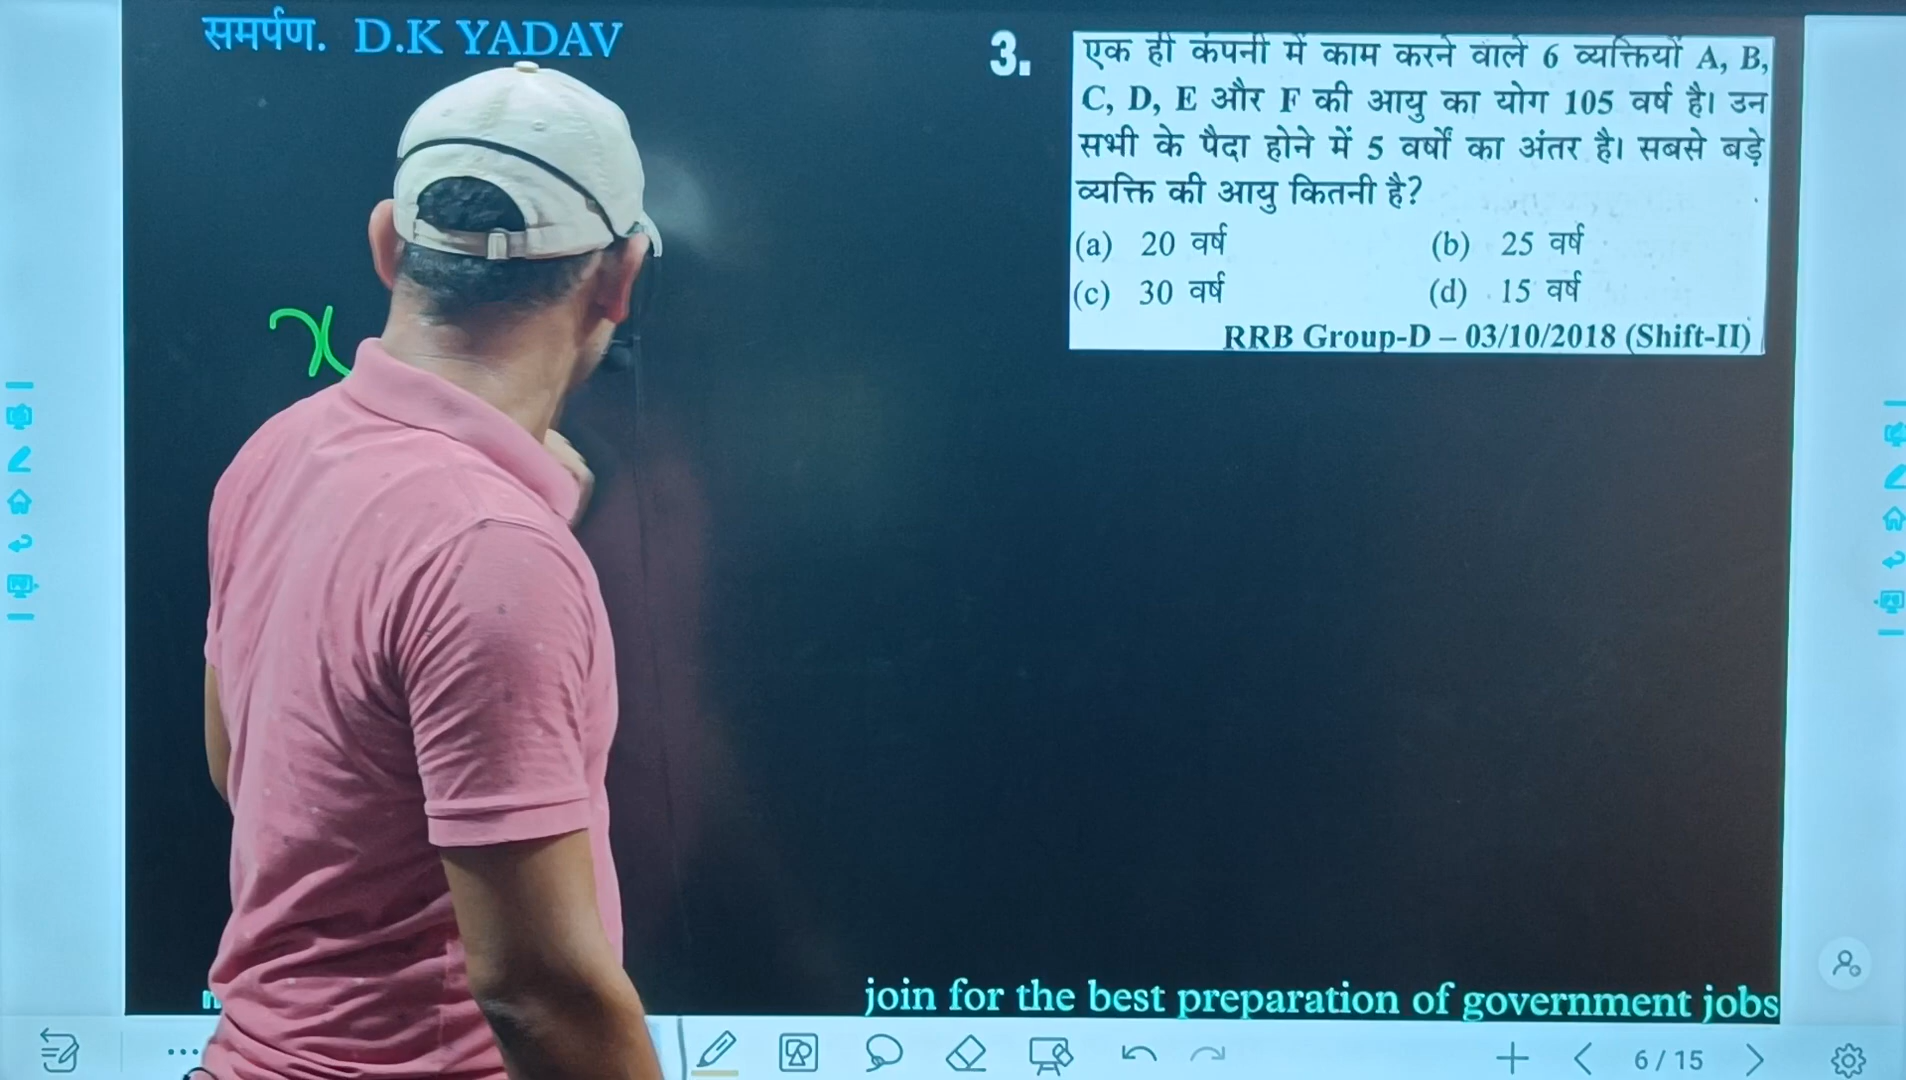 समर्पण. D.K YADAV
3. एक ही कंपनी में काम करने वाले 6 व्यक्तियों A, B,
C, D, E और F की आयु का योग 105 वर्ष है। उन
सभी के पैदा होने में 5 वर्षों का अंतर है। सबसे बड़े
व्यक्ति की आयु कितनी है?
(a) 20 वर्ष (b) 25 वर्ष
(c) 30 वर्ष (d) 15 वर्ष
RRB Group-D – 03/10/2018 (Shift-II)
x
join for the best preparation of government jobs
6/15